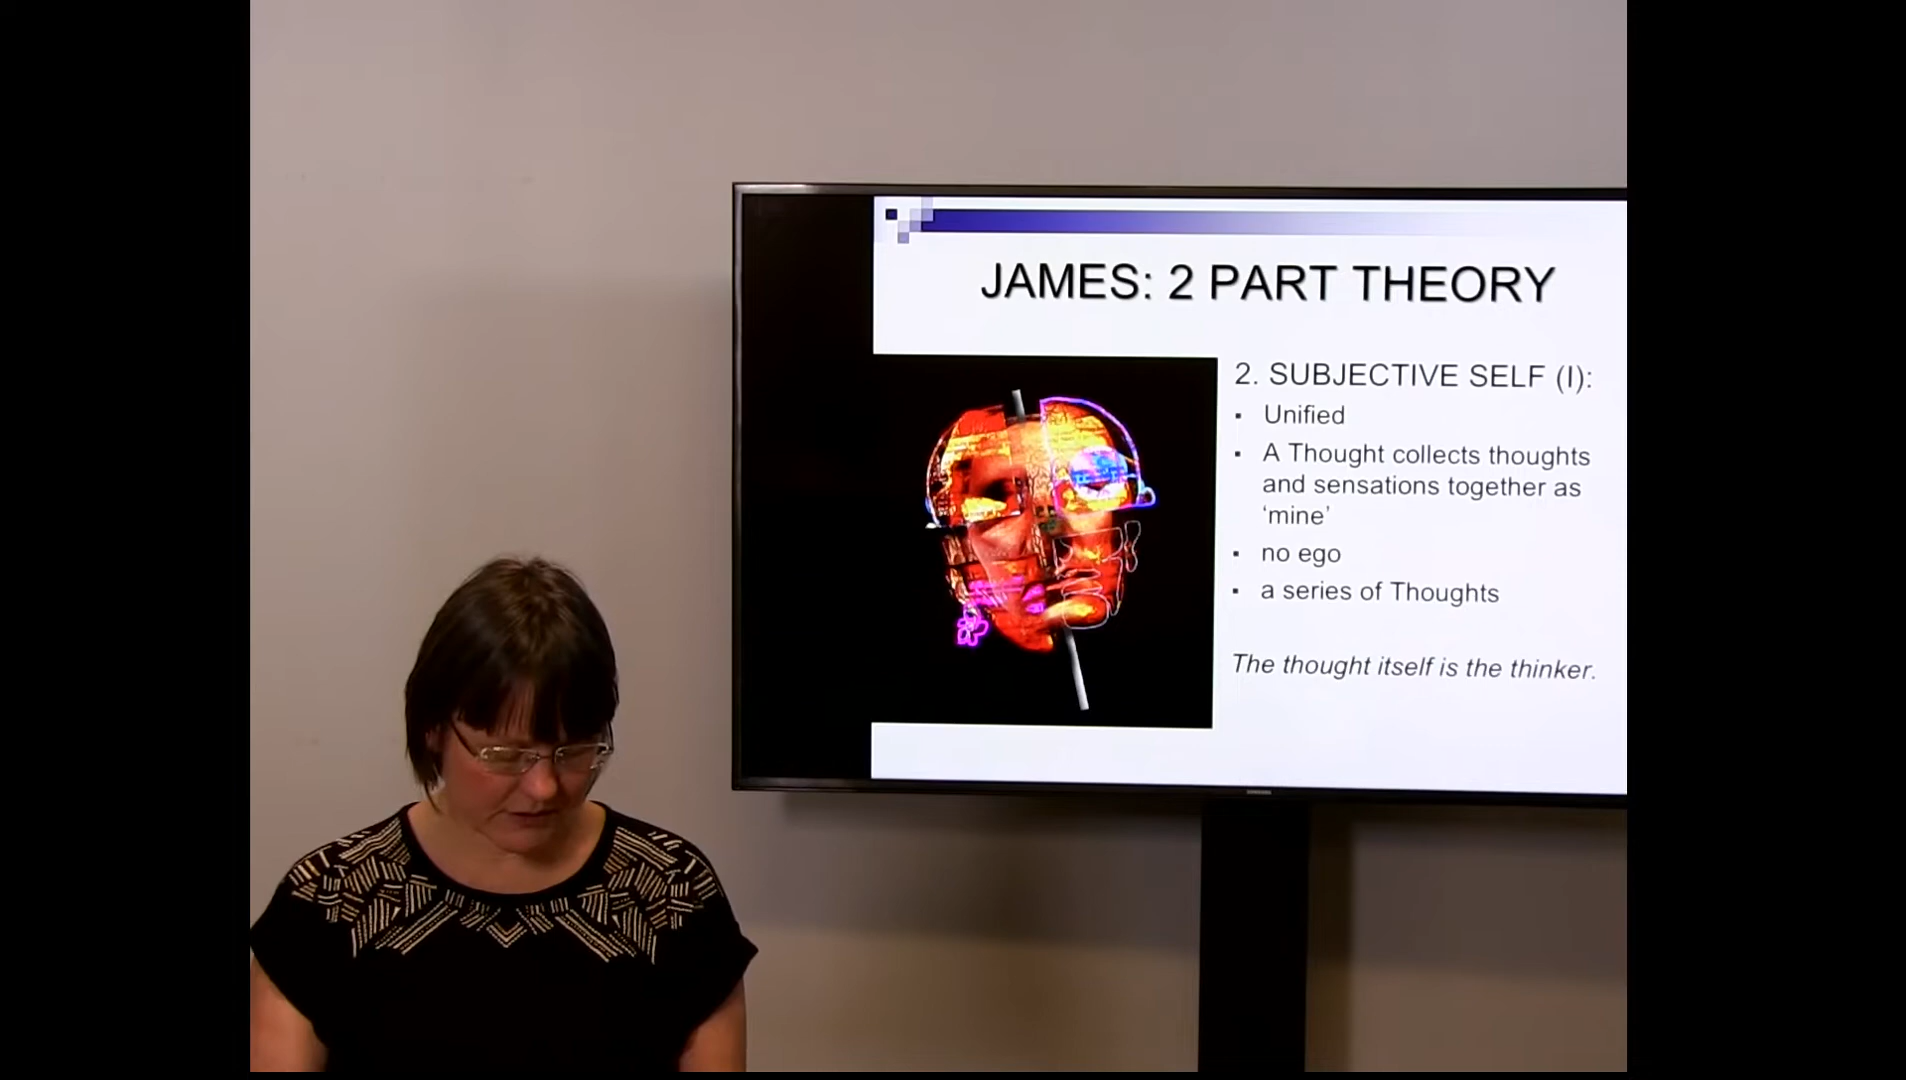 JAMES: 2 PART THEORY
2. SUBJECTIVE SELF (I):
▪ Unified
▪ A Thought collects thoughts
and sensations together as
‘mine’
▪ no ego
▪ a series of Thoughts
The thought itself is the thinker.